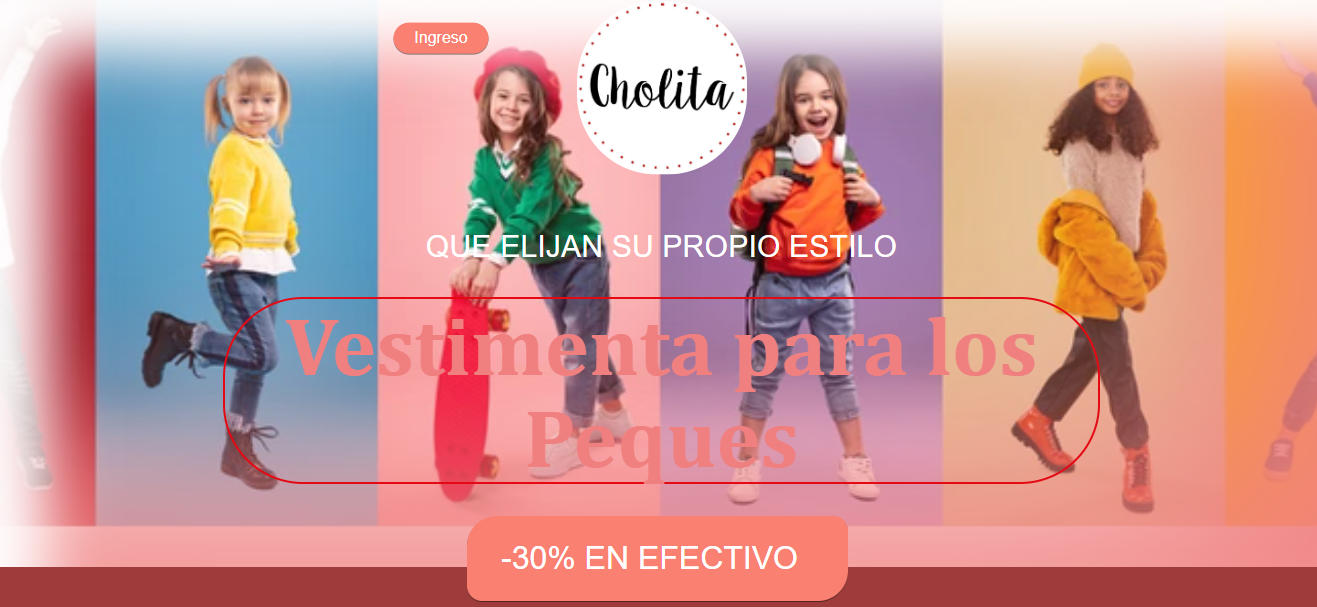 Ingreso
Cholita
QUE ELIJAN SU PROPIO ESTILO
Vestimenta para los
Peques
-30% EN EFECTIVO